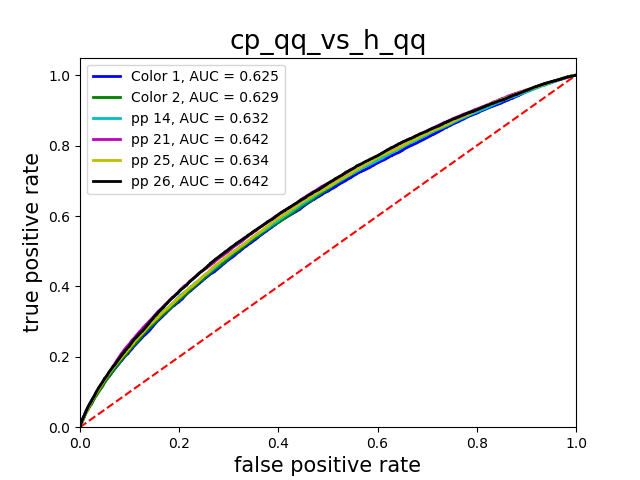 cp_qq_vs_h_qq
Color 1, AUC = 0.625
Color 2, AUC = 0.629
pp 14, AUC = 0.632
pp 21, AUC = 0.642
pp 25, AUC = 0.634
pp 26, AUC = 0.642
true positive rate
1.0
0.8
0.6
0.4
0.2
0.0
0.0 0.2 0.4 0.6 0.8 1.0
false positive rate